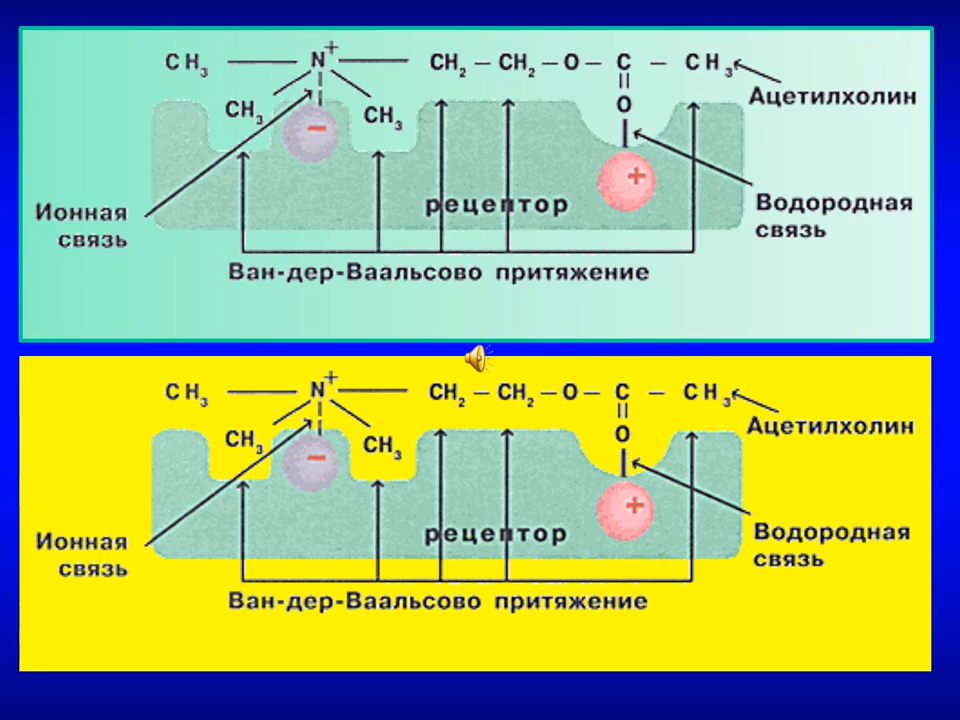 CH₃ — N⁺ — CH₂ — CH₂ — O — C — CH₃
Ацетилхолин
CH₃ CH₃ O
−
+
рецептор
Ионная
связь
Водородная
связь
Ван-дер-Ваальсово притяжение
CH₃ — N⁺ — CH₂ — CH₂ — O — C — CH₃
Ацетилхолин
CH₃ CH₃ O
−
+
рецептор
Ионная
связь
Водородная
связь
Ван-дер-Ваальсово притяжение